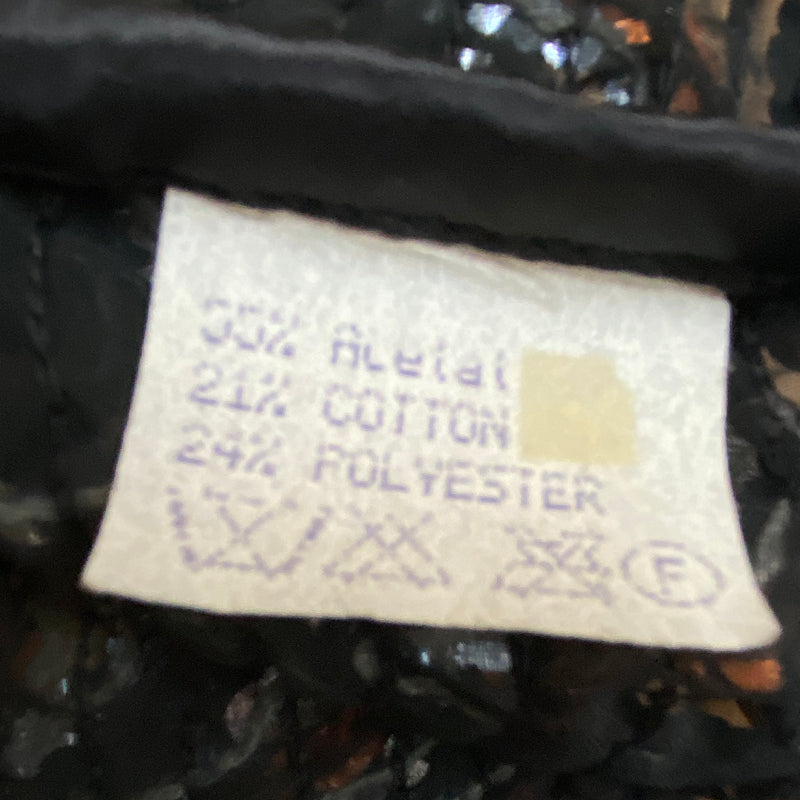 55% Acetat
21% COTTON
24% POLYESTER
F